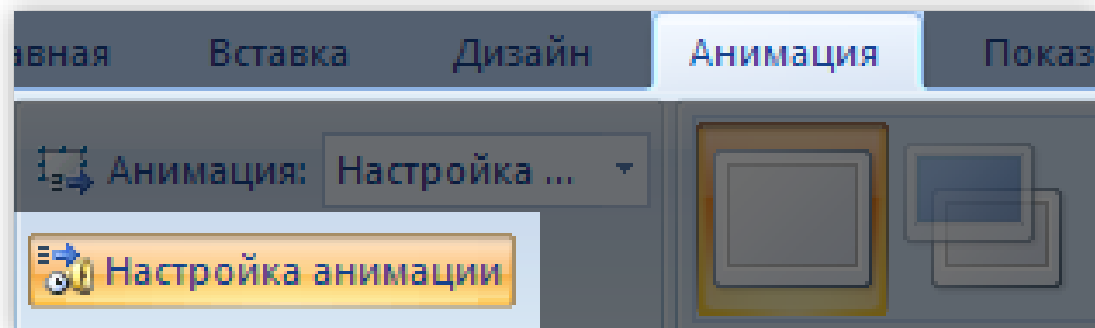 авная Вставка Дизайн Анимация Показ
Анимация: Настройка ...
Настройка анимации